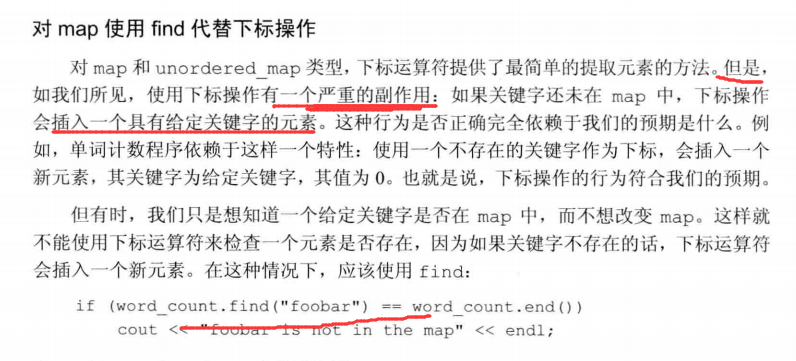 对 map 使用 find 代替下标操作
对 map 和 unordered_map 类型，下标运算符提供了最简单的提取元素的方法。但是，
如我们所见，使用下标操作有一个严重的副作用：如果关键字还未在 map 中，下标操作
会插入一个具有给定关键字的元素。这种行为是否正确完全依赖于我们的预期是什么。例
如，单词计数程序依赖于这样一个特性：使用一个不存在的关键字作为下标，会插入一个
新元素，其关键字为给定关键字，其值为 0。也就是说，下标操作的行为符合我们的预期。
但有时，我们只是想知道一个给定关键字是否在 map 中，而不想改变 map。这样就
不能使用下标运算符来检查一个元素是否存在，因为如果关键字不存在的话，下标运算符
会插入一个新元素。在这种情况下，应该使用 find：
if (word_count.find("foobar") == word_count.end())
cout << "foobar is not in the map" << endl;